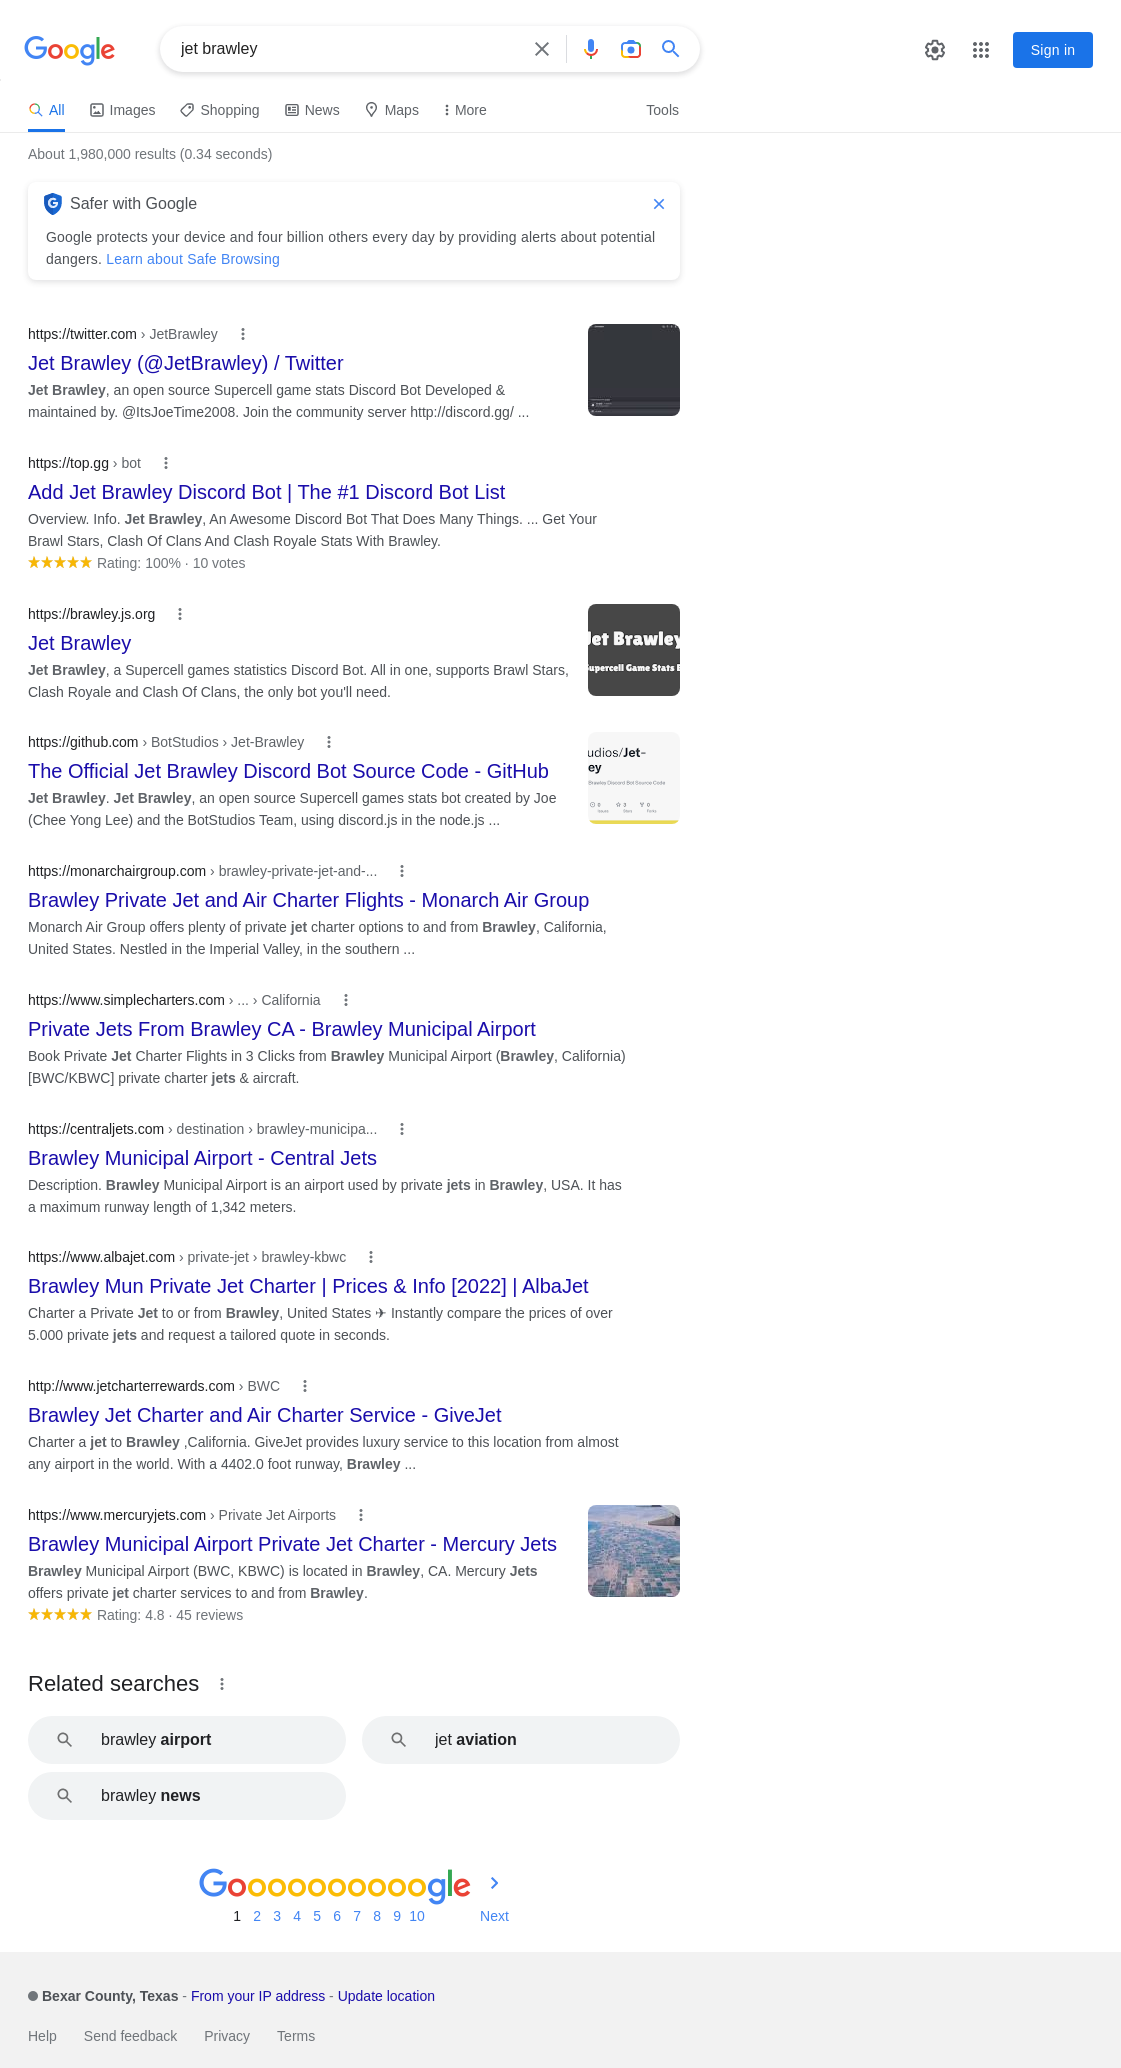 Google
jet brawley
Sign in
All
Images
Shopping
News
Maps
More
Tools
About 1,980,000 results (0.34 seconds)
Safer with Google
Google protects your device and four billion others every day by providing alerts about potential
dangers. Learn about Safe Browsing
https://twitter.com › JetBrawley
Jet Brawley (@JetBrawley) / Twitter
Jet Brawley, an open source Supercell game stats Discord Bot Developed &
maintained by. @ItsJoeTime2008. Join the community server http://discord.gg/ ...
https://top.gg › bot
Add Jet Brawley Discord Bot | The #1 Discord Bot List
Overview. Info. Jet Brawley, An Awesome Discord Bot That Does Many Things. ... Get Your
Brawl Stars, Clash Of Clans And Clash Royale Stats With Brawley.
Rating: 100% · 10 votes
https://brawley.js.org
Jet Brawley
Jet Brawley, a Supercell games statistics Discord Bot. All in one, supports Brawl Stars,
Clash Royale and Clash Of Clans, the only bot you'll need.
Jet Brawley
Supercell Game Stats B
https://github.com › BotStudios › Jet-Brawley
The Official Jet Brawley Discord Bot Source Code - GitHub
Jet Brawley. Jet Brawley, an open source Supercell games stats bot created by Joe
(Chee Yong Lee) and the BotStudios Team, using discord.js in the node.js ...
udios/Jet-
ey
Brawley Discord Bot Source Code
https://monarchairgroup.com › brawley-private-jet-and-...
Brawley Private Jet and Air Charter Flights - Monarch Air Group
Monarch Air Group offers plenty of private jet charter options to and from Brawley, California,
United States. Nestled in the Imperial Valley, in the southern ...
https://www.simplecharters.com › ... › California
Private Jets From Brawley CA - Brawley Municipal Airport
Book Private Jet Charter Flights in 3 Clicks from Brawley Municipal Airport (Brawley, California)
[BWC/KBWC] private charter jets & aircraft.
https://centraljets.com › destination › brawley-municipa...
Brawley Municipal Airport - Central Jets
Description. Brawley Municipal Airport is an airport used by private jets in Brawley, USA. It has
a maximum runway length of 1,342 meters.
https://www.albajet.com › private-jet › brawley-kbwc
Brawley Mun Private Jet Charter | Prices & Info [2022] | AlbaJet
Charter a Private Jet to or from Brawley, United States ✈ Instantly compare the prices of over
5.000 private jets and request a tailored quote in seconds.
http://www.jetcharterrewards.com › BWC
Brawley Jet Charter and Air Charter Service - GiveJet
Charter a jet to Brawley ,California. GiveJet provides luxury service to this location from almost
any airport in the world. With a 4402.0 foot runway, Brawley ...
https://www.mercuryjets.com › Private Jet Airports
Brawley Municipal Airport Private Jet Charter - Mercury Jets
Brawley Municipal Airport (BWC, KBWC) is located in Brawley, CA. Mercury Jets
offers private jet charter services to and from Brawley.
Rating: 4.8 · 45 reviews
Related searches
brawley airport
jet aviation
brawley news
Goooooooooogle
1 2 3 4 5 6 7 8 9 10 Next
Bexar County, Texas - From your IP address - Update location
Help Send feedback Privacy Terms